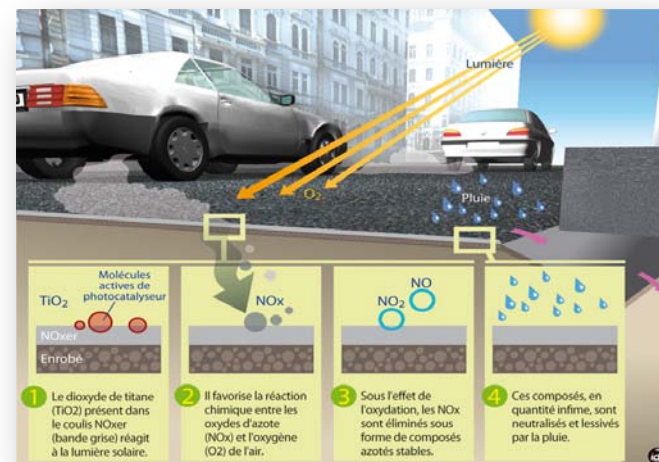 Lumière
O₂
Pluie
Molécules
actives de
photocatalyseur
TiO₂
NOxer
Enrobé
NOx
NO
NO₂
1 Le dioxyde de titane
(TiO2) présent dans
le coulis NOxer
(bande grise) réagit
à la lumière solaire.
2 Il favorise la réaction
chimique entre les
oxydes d'azote
(NOx) et l'oxygène
(O2) de l'air.
3 Sous l'effet de
l'oxydation, les NOx
sont éliminés sous
forme de composés
azotés stables.
4 Ces composés, en
quantité infime, sont
neutralisés et lessivés
par la pluie.